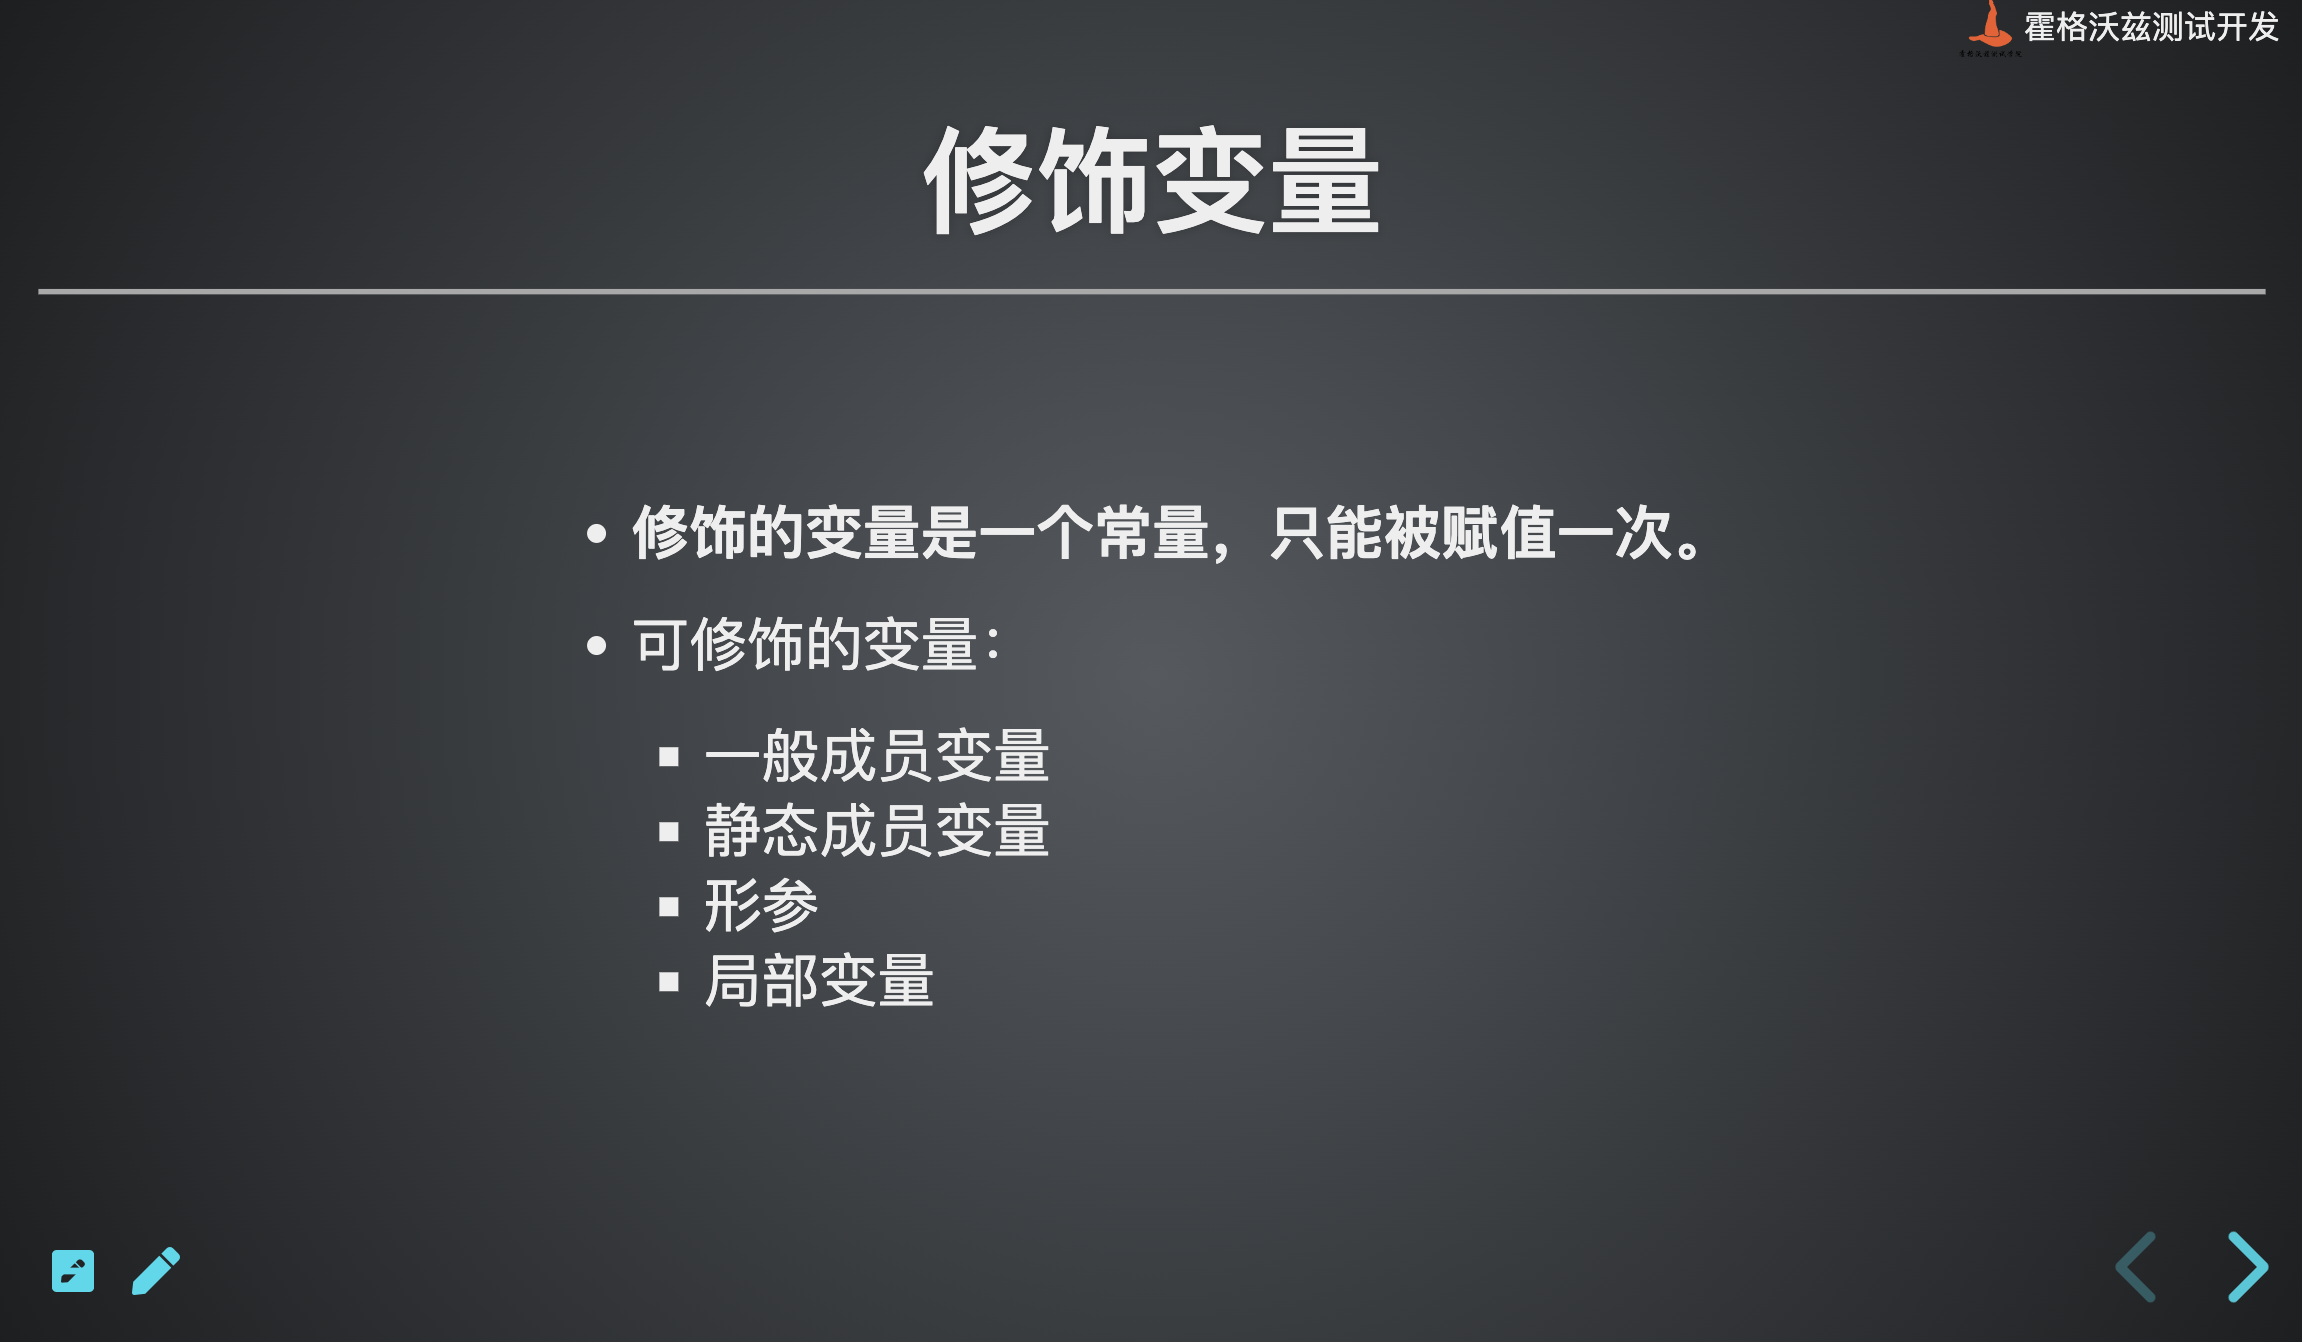 霍格沃兹测试开发
修饰变量
修饰的变量是一个常量，只能被赋值一次。
可修饰的变量：
一般成员变量
静态成员变量
形参
局部变量